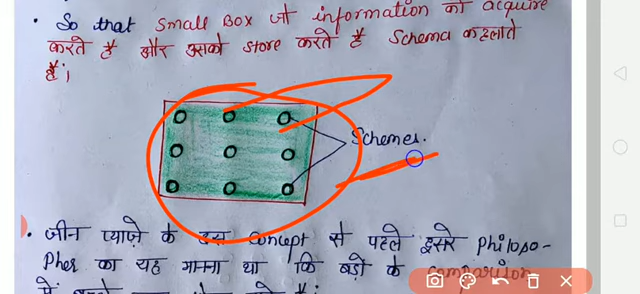 • So that Small Box जो information को acquire
करते है और उसको store करते है Schema कहलाते
है।
Schemes.
• जीन प्याजे के इस Concept से पहले दूसरे Philoso-
Pher का यह मानना था कि बड़ो के Comparison